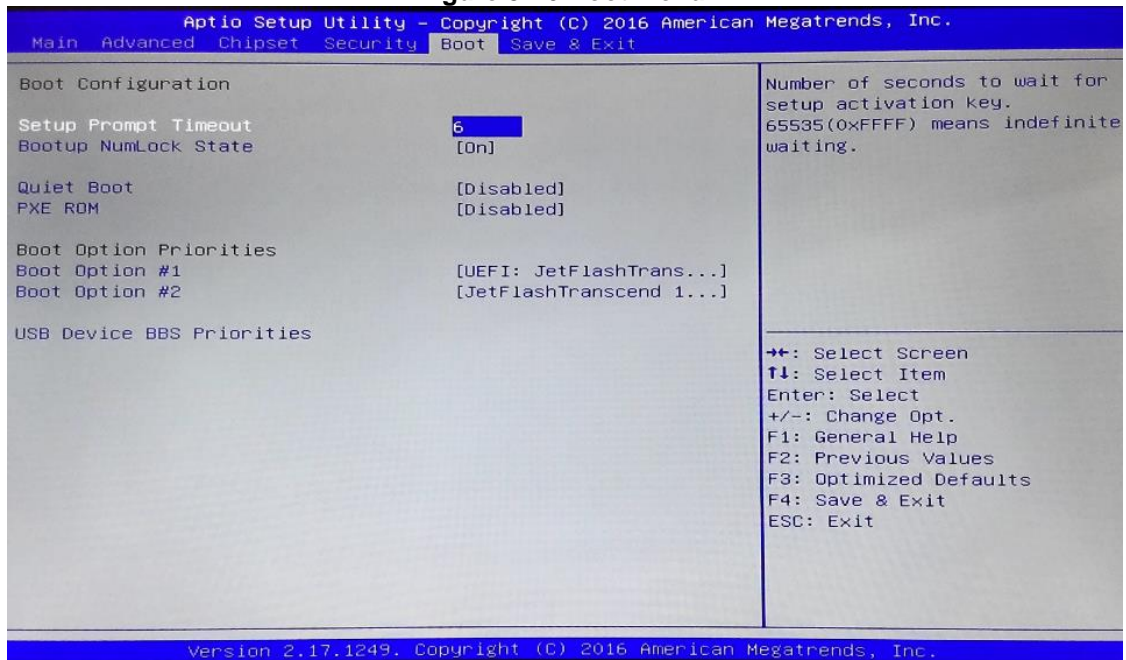 Aptio Setup Utility – Copyright (C) 2016 American Megatrends, Inc.
Main Advanced Chipset Security Boot Save & Exit
Boot Configuration
Setup Prompt Timeout 6
Bootup NumLock State [On]
Quiet Boot [Disabled]
PXE ROM [Disabled]
Boot Option Priorities
Boot Option #1 [UEFI: JetFlashTrans...]
Boot Option #2 [JetFlashTranscend 1...]
USB Device BBS Priorities
Number of seconds to wait for
setup activation key.
65535(0xFFFF) means indefinite
waiting.
→←: Select Screen
↑↓: Select Item
Enter: Select
+/-: Change Opt.
F1: General Help
F2: Previous Values
F3: Optimized Defaults
F4: Save & Exit
ESC: Exit
Version 2.17.1249. Copyright (C) 2016 American Megatrends, Inc.